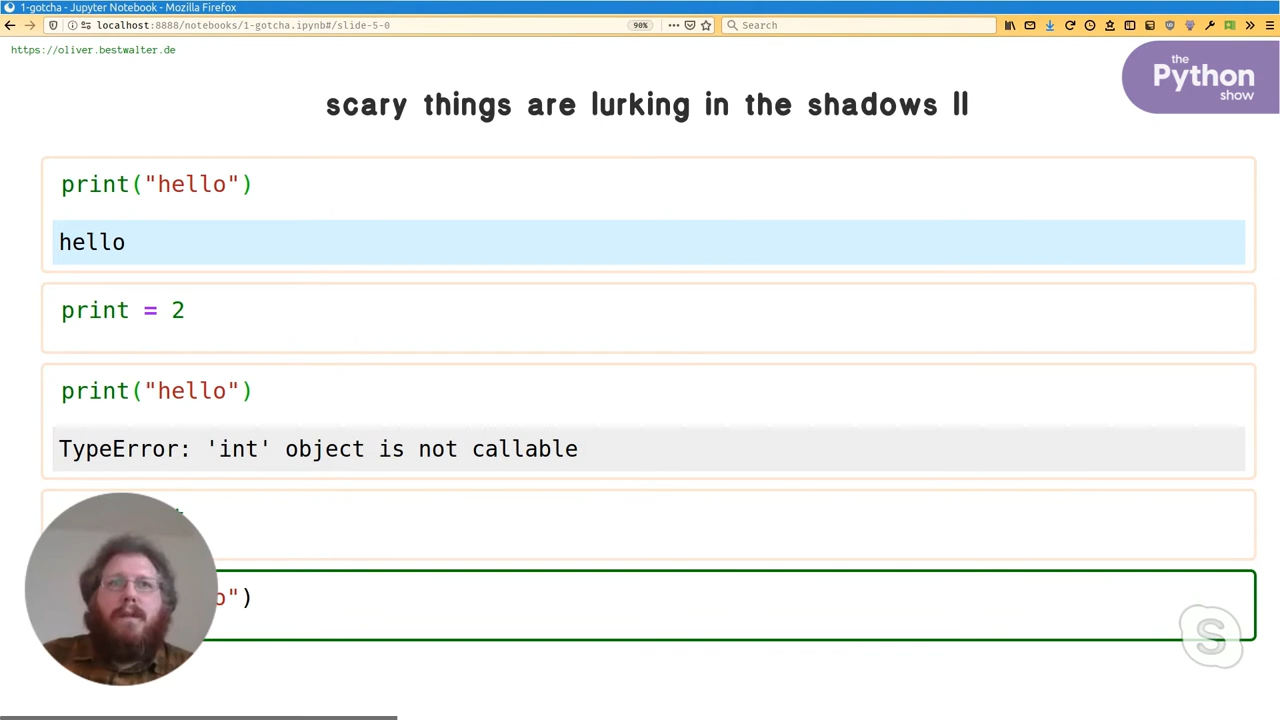 1-gotcha - Jupyter Notebook - Mozilla Firefox
localhost:8888/notebooks/1-gotcha.ipynb#/slide-5-0
90%
Search
https://oliver.bestwalter.de
the
Python
show
scary things are lurking in the shadows II
print("hello")
hello
print = 2
print("hello")
TypeError: 'int' object is not callable
o")
S